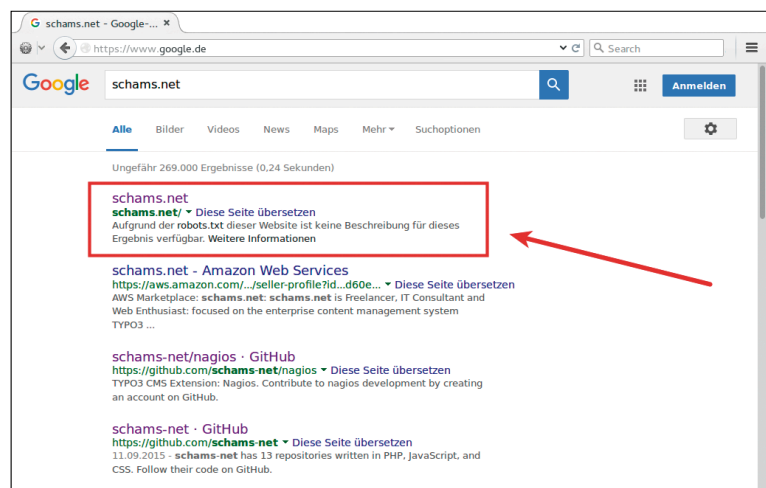 schams.net - Google-... ×
https://www.google.de
Search
Google
schams.net
Anmelden
Alle Bilder Videos News Maps Mehr Suchoptionen
Ungefähr 269.000 Ergebnisse (0,24 Sekunden)
schams.net
schams.net/ Diese Seite übersetzen
Aufgrund der robots.txt dieser Website ist keine Beschreibung für dieses
Ergebnis verfügbar. Weitere Informationen
schams.net - Amazon Web Services
https://aws.amazon.com/.../seller-profile?id...d60e... Diese Seite übersetzen
AWS Marketplace: schams.net: schams.net is Freelancer, IT Consultant and
Web Enthusiast: focused on the enterprise content management system
TYPO3 ...
schams-net/nagios · GitHub
https://github.com/schams-net/nagios Diese Seite übersetzen
TYPO3 CMS Extension: Nagios. Contribute to nagios development by creating
an account on GitHub.
schams-net · GitHub
https://github.com/schams-net Diese Seite übersetzen
11.09.2015 - schams-net has 13 repositories written in PHP, JavaScript, and
CSS. Follow their code on GitHub.